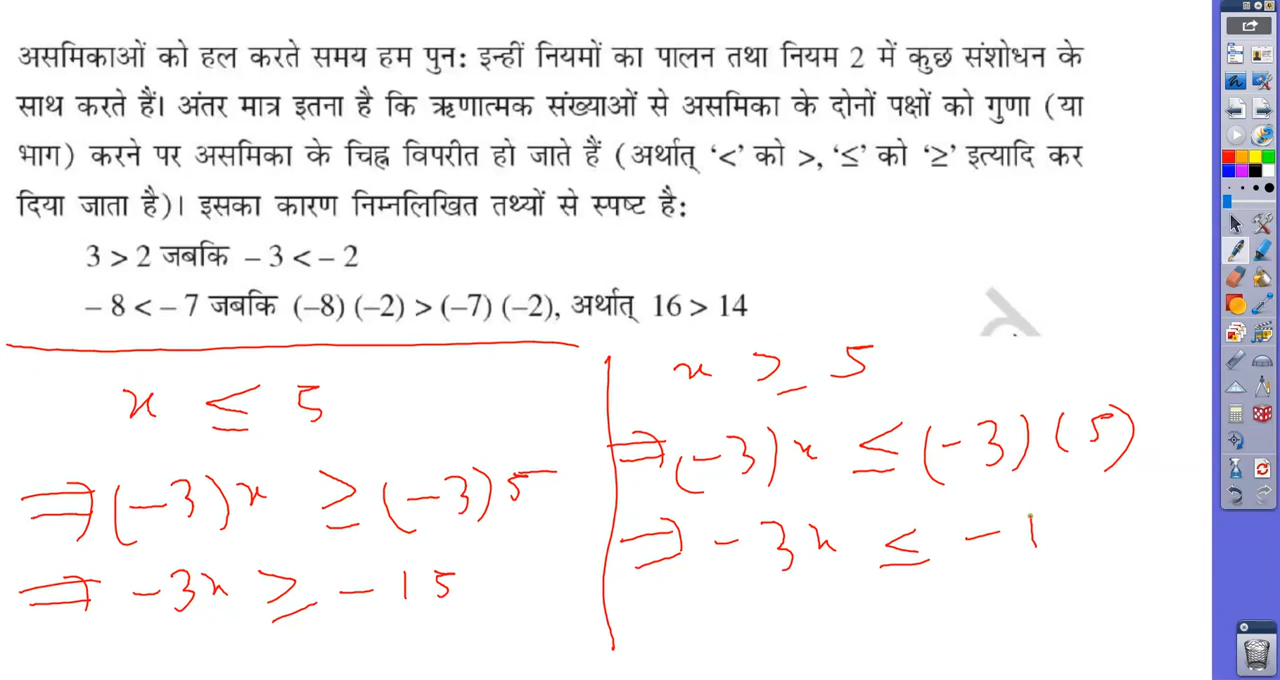 असमिकाओं को हल करते समय हम पुन: इन्हीं नियमों का पालन तथा नियम 2 में कुछ संशोधन के
साथ करते हैं। अंतर मात्र इतना है कि ऋणात्मक संख्याओं से असमिका के दोनों पक्षों को गुणा (या
भाग) करने पर असमिका के चिह्न विपरीत हो जाते हैं (अर्थात् ‘<’ को >, ‘≤’ को ‘≥’ इत्यादि कर
दिया जाता है)। इसका कारण निम्नलिखित तथ्यों से स्पष्ट है:
3 > 2 जबकि – 3 < – 2
– 8 < – 7 जबकि (–8) (–2) > (–7) (–2), अर्थात् 16 > 14
x ≤ 5
⇒ (-3)x ≥ (-3)5
⇒ -3x ≥ -15
x ≥ 5
⇒ (-3)x ≤ (-3)(5)
⇒ -3x ≤ -1